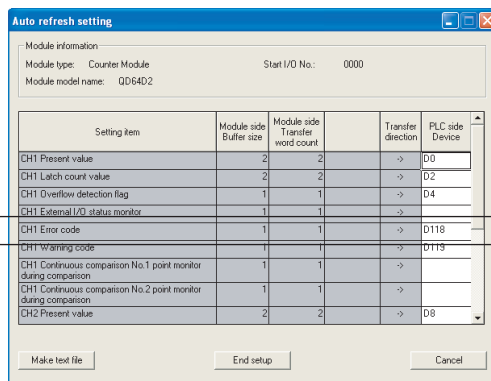 Auto refresh setting
Module information
Module type: Counter Module Start I/O No.: 0000
Module model name: QD64D2
Setting item Module side Buffer size Module side Transfer word count Transfer direction PLC side Device
CH1 Present value 2 2 -> D0
CH1 Latch count value 2 2 -> D2
CH1 Overflow detection flag 1 1 -> D4
CH1 External I/O status monitor 1 1 ->
CH1 Error code 1 1 -> D118
CH1 Warning code 1 1 -> D119
CH1 Continuous comparison No.1 point monitor during comparison 1 1 ->
CH1 Continuous comparison No.2 point monitor during comparison 1 1 ->
CH2 Present value 2 2 -> D8
Make text file End setup Cancel